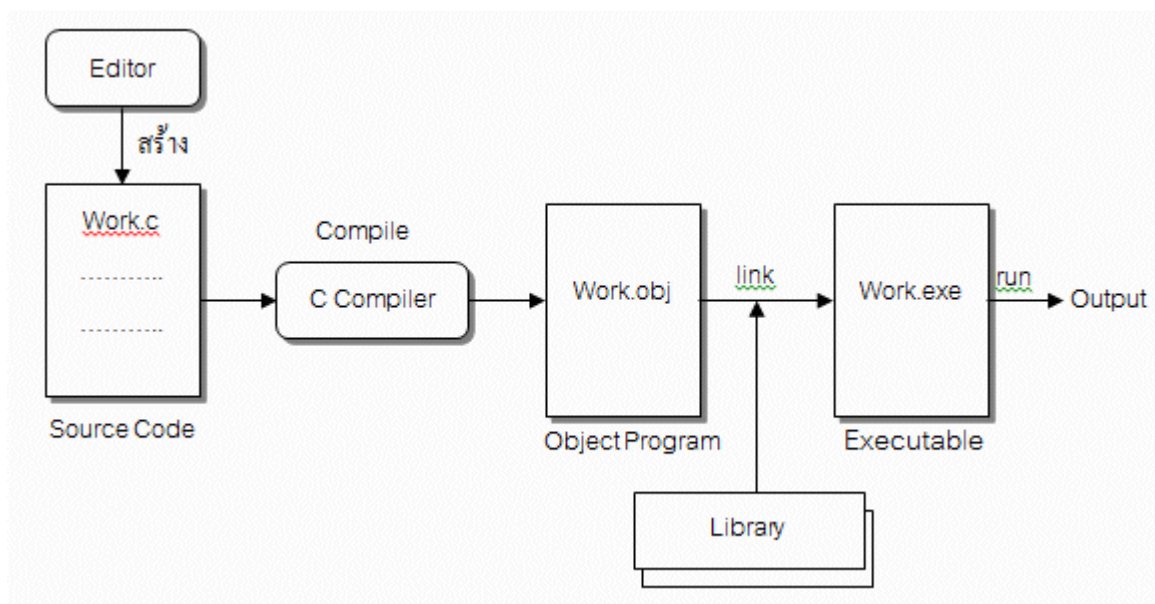 Editor
สร้าง
Work.c
...........
...........
Source Code
Compile
C Compiler
Work.obj
Object Program
link
Library
Work.exe
Executable
run
Output